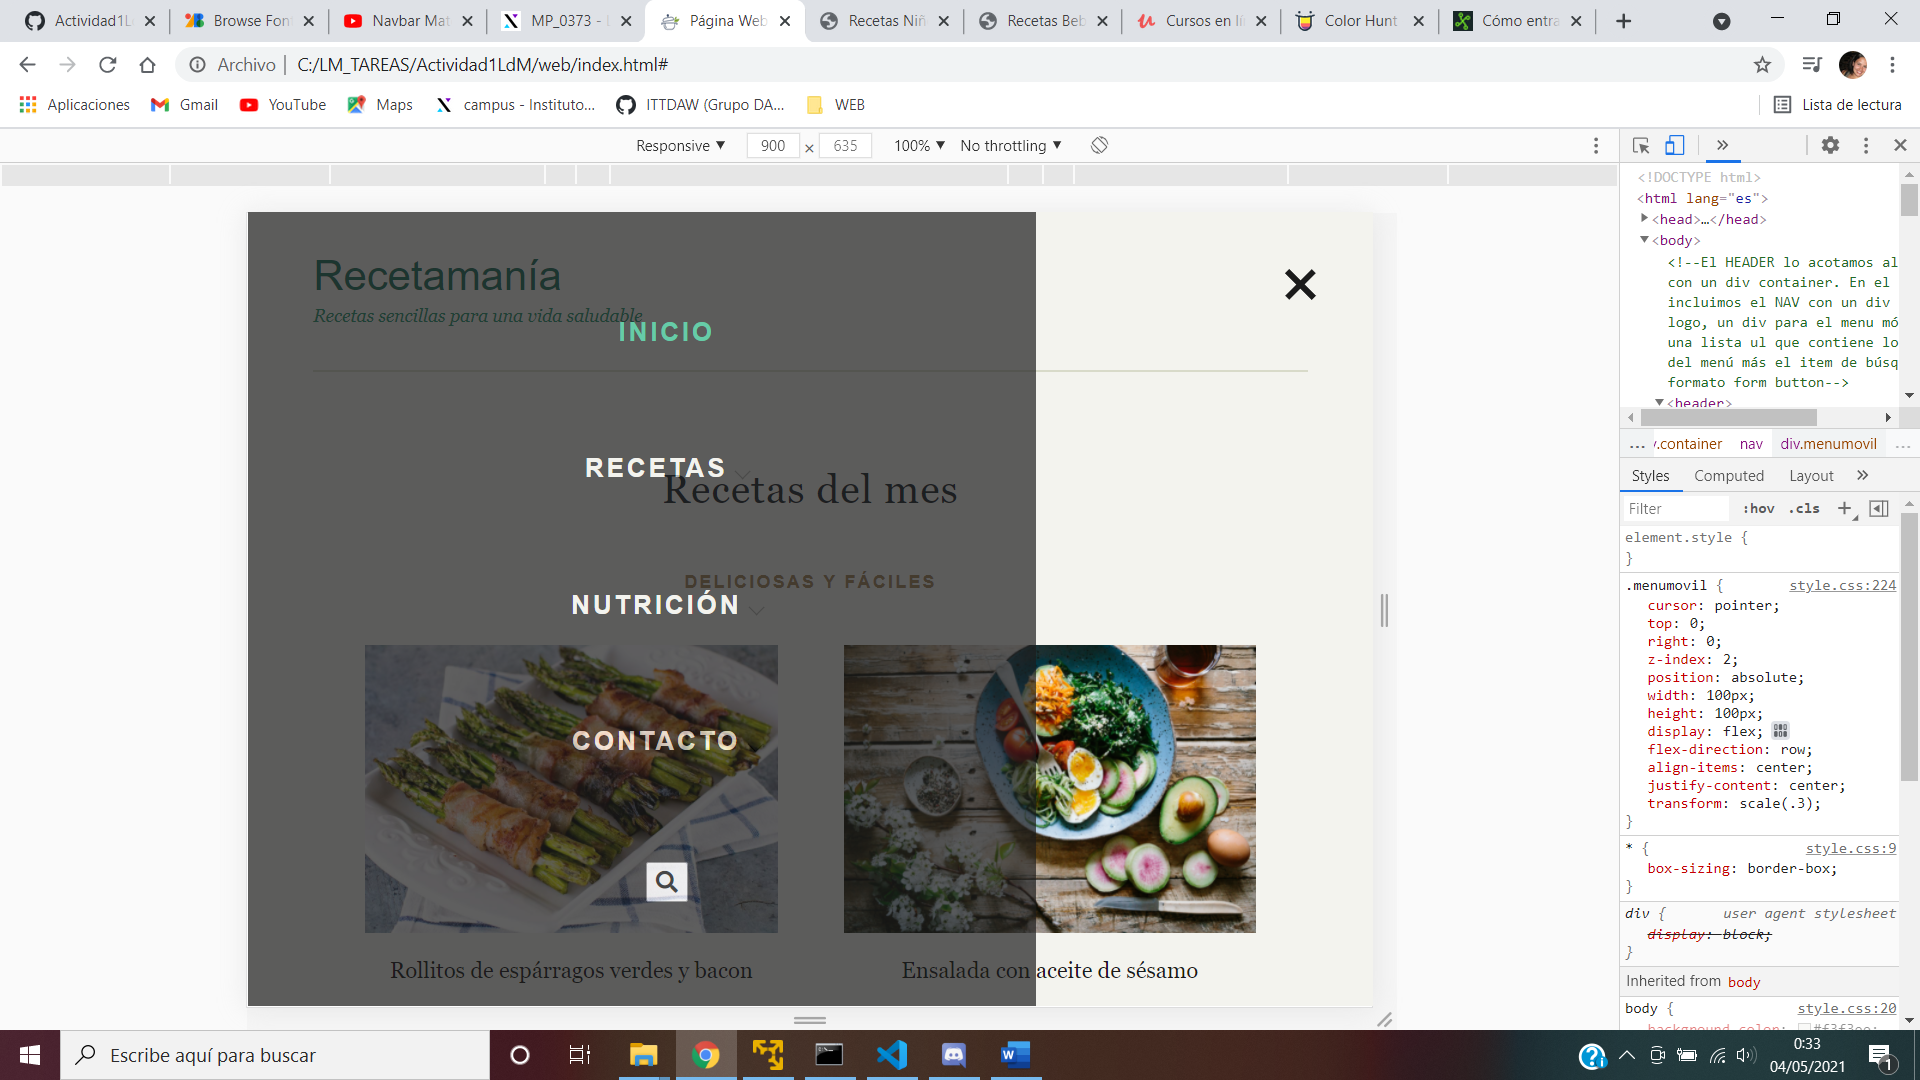 Actividad1L
Browse Fon
Navbar Mat
MP_0373 - L
Página Web
Recetas Niñ
Recetas Beb
Cursos en lí
Color Hunt
Cómo entra
Archivo | C:/LM_TAREAS/Actividad1LdM/web/index.html#
Aplicaciones
Gmail
YouTube
Maps
campus - Instituto...
ITTDAW (Grupo DA...
WEB
Lista de lectura
Responsive ▼ 900 × 635 100% ▼ No throttling ▼
<!DOCTYPE html>
<html lang="es">
<head>…</head>
<body>
<!--El HEADER lo acotamos al
con un div container. En el
incluimos el NAV con un div
logo, un div para el menu mó
una lista ul que contiene lo
del menú más el item de búsq
formato form button-->
<header>
... v.container nav div.menumovil ...
Styles Computed Layout »
Filter :hov .cls +
element.style {
}
.menumovil { style.css:224
cursor: pointer;
top: 0;
right: 0;
z-index: 2;
position: absolute;
width: 100px;
height: 100px;
display: flex;
flex-direction: row;
align-items: center;
justify-content: center;
transform: scale(.3);
}
* { style.css:9
box-sizing: border-box;
}
div { user agent stylesheet
display: block;
}
Inherited from body
body { style.css:20
background-color: #f3f3ee;
Recetamanía
Recetas sencillas para una vida saludable
INICIO
RECETAS
Recetas del mes
DELICIOSAS Y FÁCILES
NUTRICIÓN
CONTACTO
Rollitos de espárragos verdes y bacon
Ensalada con aceite de sésamo
Escribe aquí para buscar
0:33
04/05/2021
1